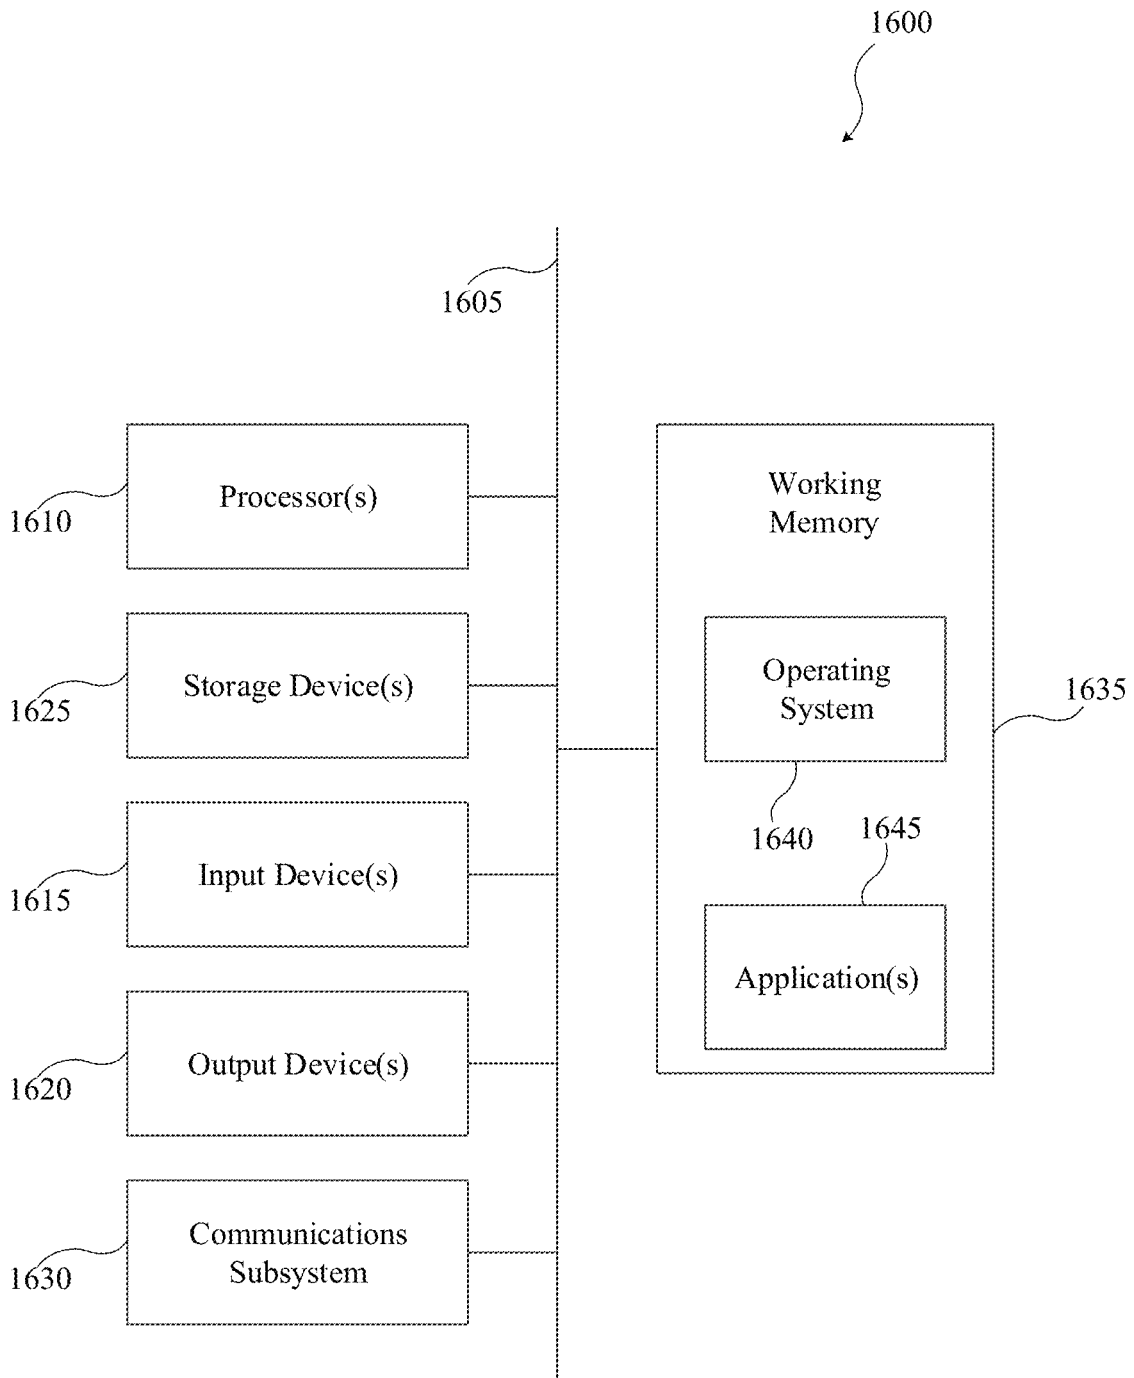 1600
1605
Processor(s)
1610
Storage Device(s)
1625
Input Device(s)
1615
Output Device(s)
1620
Communications
Subsystem
1630
Working
Memory
Operating
System
1640
1635
1645
Application(s)